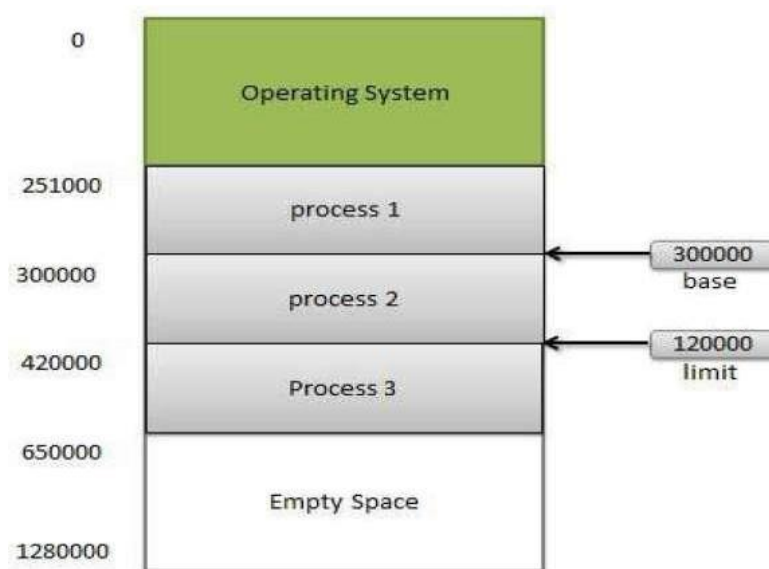 0
Operating System
251000
process 1
300000
base
300000
process 2
120000
limit
420000
Process 3
650000
Empty Space
1280000